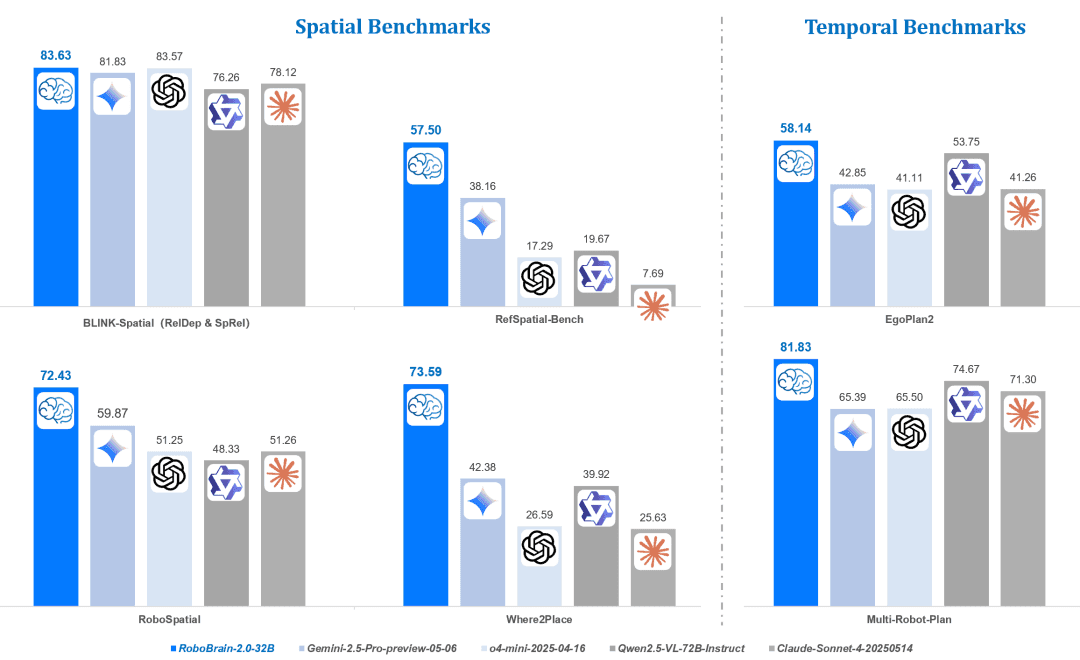 Spatial Benchmarks
Temporal Benchmarks
83.63
81.83
83.57
76.26
78.12
BLINK-Spatial (RelDep & SpRel)
57.50
38.16
17.29
19.67
7.69
RefSpatial-Bench
58.14
42.85
41.11
53.75
41.26
EgoPlan2
72.43
59.87
51.25
48.33
51.26
RoboSpatial
73.59
42.38
26.59
39.92
25.63
Where2Place
81.83
65.39
65.50
74.67
71.30
Multi-Robot-Plan
RoboBrain-2.0-32B
Gemini-2.5-Pro-preview-05-06
o4-mini-2025-04-16
Qwen2.5-VL-72B-Instruct
Claude-Sonnet-4-20250514